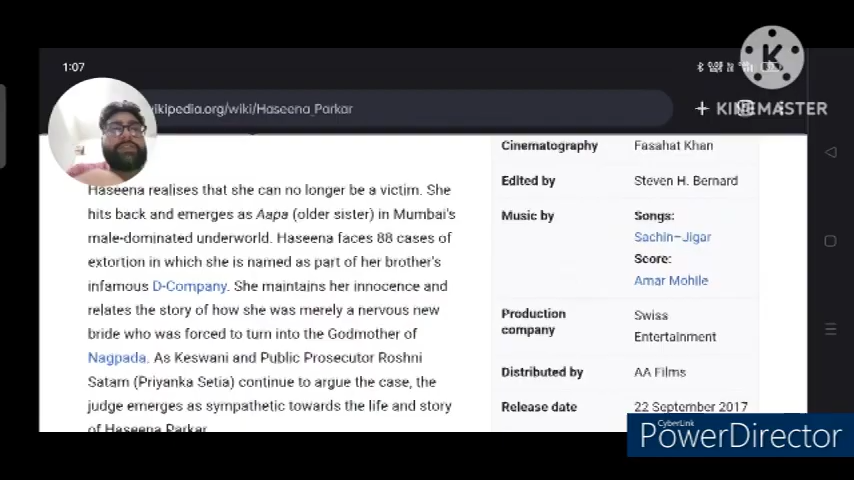 1:07
vikipedia.org/wiki/Haseena_Parkar
KINEMASTER
Haseena realises that she can no longer be a victim. She
hits back and emerges as Aapa (older sister) in Mumbai's
male-dominated underworld. Haseena faces 88 cases of
extortion in which she is named as part of her brother's
infamous D-Company. She maintains her innocence and
relates the story of how she was merely a nervous new
bride who was forced to turn into the Godmother of
Nagpada. As Keswani and Public Prosecutor Roshni
Satam (Priyanka Setia) continue to argue the case, the
judge emerges as sympathetic towards the life and story
of Haseena Parkar
Cinematography Fasahat Khan
Edited by Steven H. Bernard
Music by Songs:
Sachin–Jigar
Score:
Amar Mohile
Production Swiss
company Entertainment
Distributed by AA Films
Release date 22 September 2017
CyberLink
PowerDirector